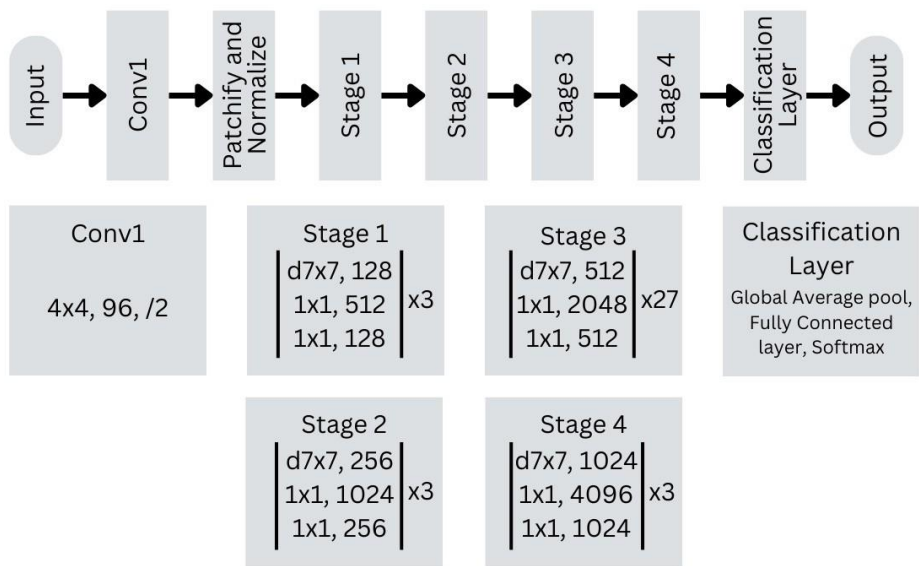 Input
Conv1
Patchify and
Normalize
Stage 1
Stage 2
Stage 3
Stage 4
Classification
Layer
Output
Conv1
4x4, 96, /2
Stage 1
d7x7, 128
1x1, 512
1x1, 128
x3
Stage 3
d7x7, 512
1x1, 2048
1x1, 512
x27
Classification
Layer
Global Average pool,
Fully Connected
layer, Softmax
Stage 2
d7x7, 256
1x1, 1024
1x1, 256
x3
Stage 4
d7x7, 1024
1x1, 4096
1x1, 1024
x3